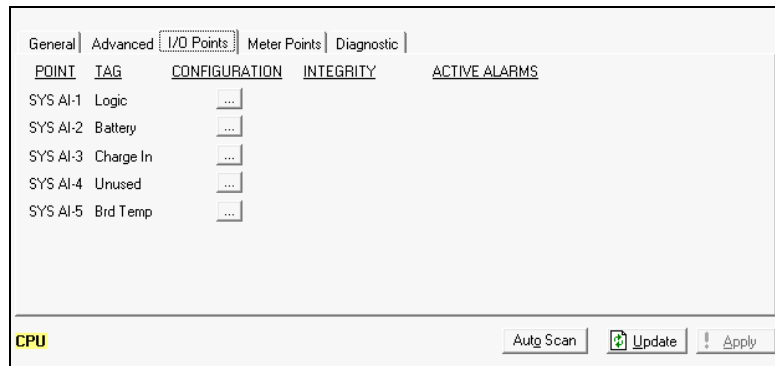 General Advanced I/O Points Meter Points Diagnostic
POINT TAG CONFIGURATION INTEGRITY ACTIVE ALARMS
SYS AI-1 Logic ...
SYS AI-2 Battery ...
SYS AI-3 Charge In ...
SYS AI-4 Unused ...
SYS AI-5 Brd Temp ...
CPU Auto Scan Update ! Apply